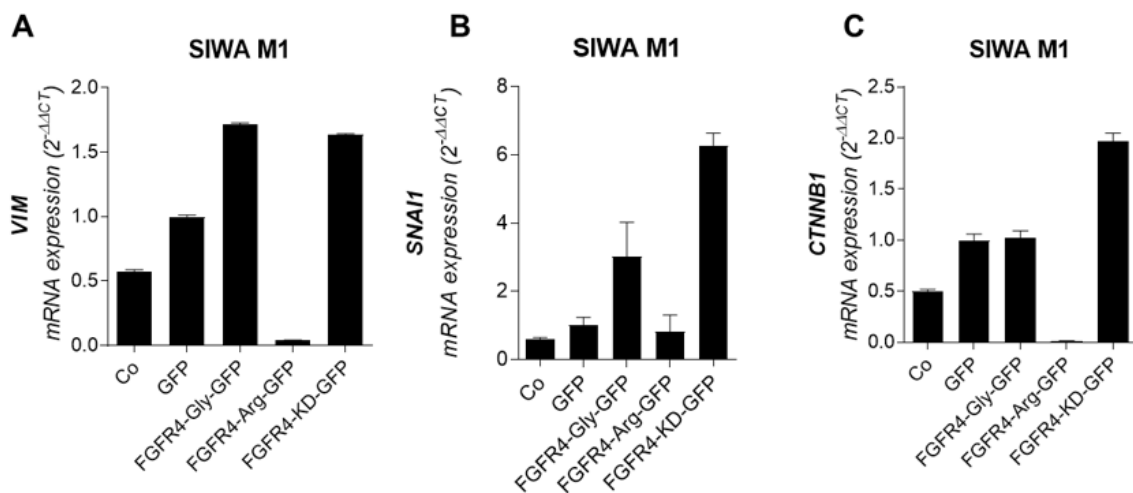 A
SIWA M1
VIM
mRNA expression (2^-ΔΔCT)
2.0
1.5
1.0
0.5
0.0
Co
GFP
FGFR4-Gly-GFP
FGFR4-Arg-GFP
FGFR4-KD-GFP
B
SIWA M1
SNAI1
mRNA expression (2^-ΔΔCT)
8
6
4
2
0
Co
GFP
FGFR4-Gly-GFP
FGFR4-Arg-GFP
FGFR4-KD-GFP
C
SIWA M1
CTNNB1
mRNA expression (2^-ΔΔCT)
2.5
2.0
1.5
1.0
0.5
0.0
Co
GFP
FGFR4-Gly-GFP
FGFR4-Arg-GFP
FGFR4-KD-GFP